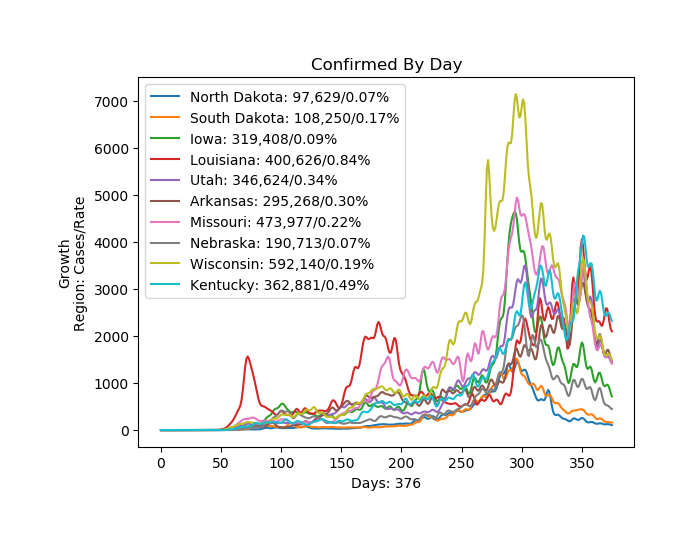 Confirmed By Day
Growth
Region: Cases/Rate
7000
6000
5000
4000
3000
2000
1000
0
North Dakota: 97,629/0.07%
South Dakota: 108,250/0.17%
Iowa: 319,408/0.09%
Louisiana: 400,626/0.84%
Utah: 346,624/0.34%
Arkansas: 295,268/0.30%
Missouri: 473,977/0.22%
Nebraska: 190,713/0.07%
Wisconsin: 592,140/0.19%
Kentucky: 362,881/0.49%
0 50 100 150 200 250 300 350
Days: 376